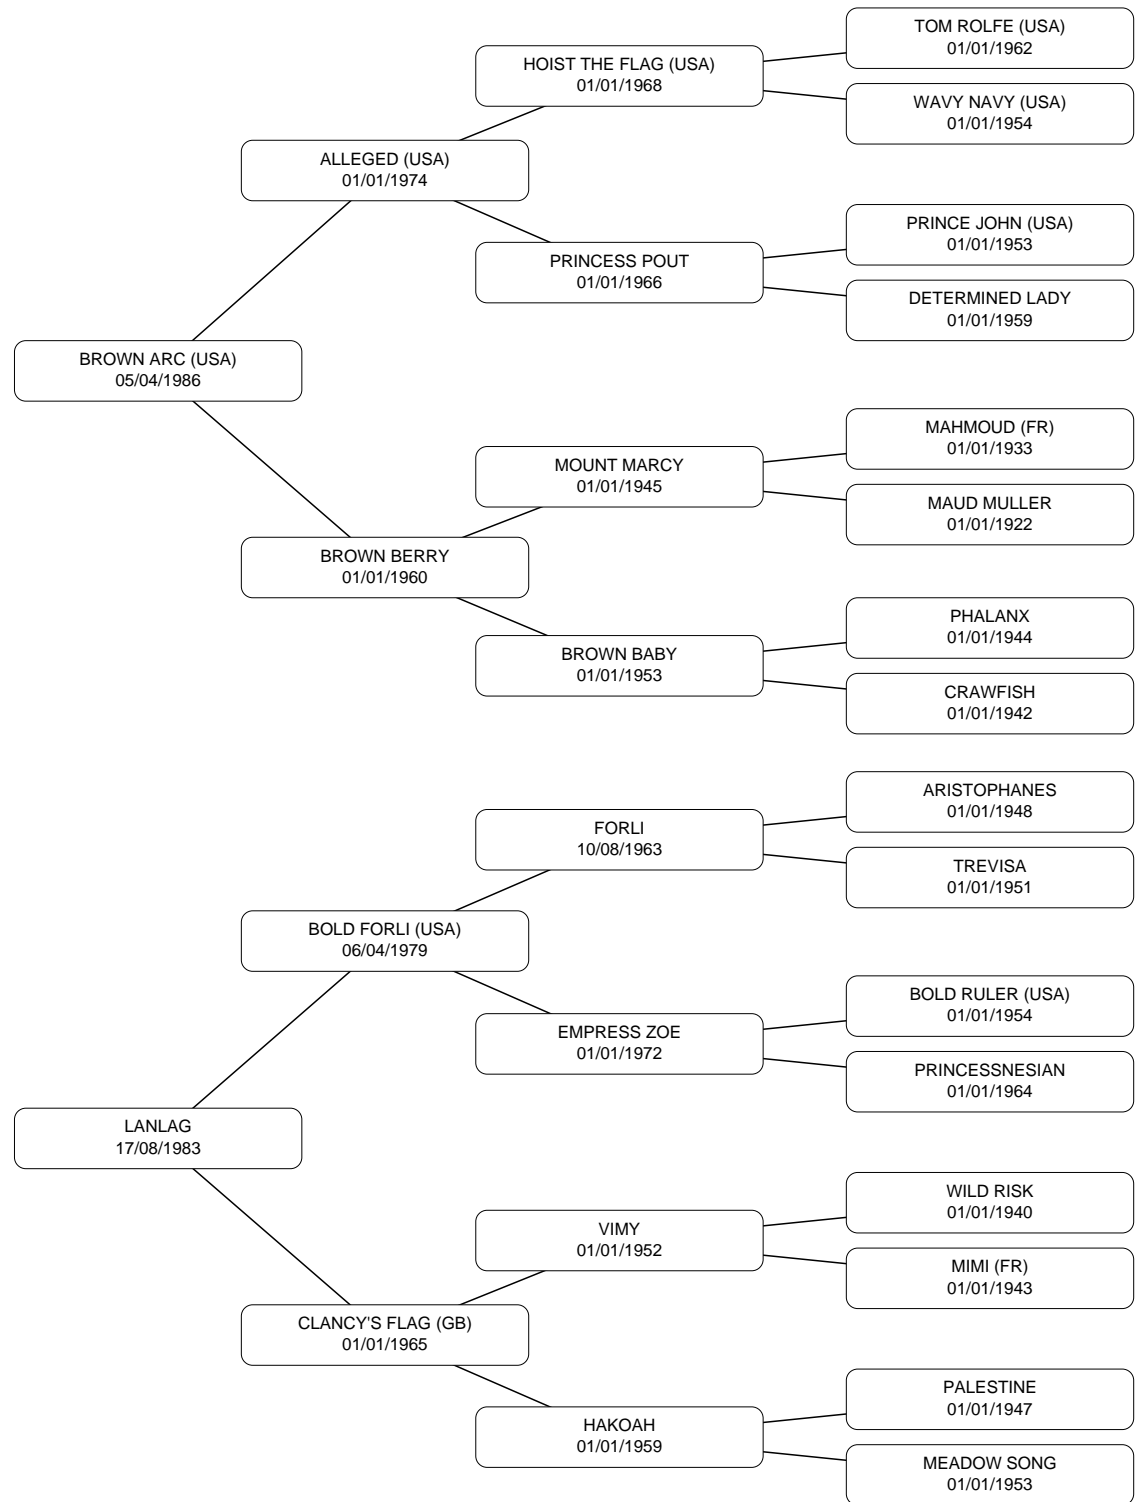 TOM ROLFE (USA)
01/01/1962
HOIST THE FLAG (USA)
01/01/1968
WAVY NAVY (USA)
01/01/1954
ALLEGED (USA)
01/01/1974
PRINCE JOHN (USA)
01/01/1953
PRINCESS POUT
01/01/1966
DETERMINED LADY
01/01/1959
BROWN ARC (USA)
05/04/1986
MAHMOUD (FR)
01/01/1933
MOUNT MARCY
01/01/1945
MAUD MULLER
01/01/1922
BROWN BERRY
01/01/1960
PHALANX
01/01/1944
BROWN BABY
01/01/1953
CRAWFISH
01/01/1942
ARISTOPHANES
01/01/1948
FORLI
10/08/1963
TREVISA
01/01/1951
BOLD FORLI (USA)
06/04/1979
BOLD RULER (USA)
01/01/1954
EMPRESS ZOE
01/01/1972
PRINCESSNESIAN
01/01/1964
LANLAG
17/08/1983
WILD RISK
01/01/1940
VIMY
01/01/1952
MIMI (FR)
01/01/1943
CLANCY'S FLAG (GB)
01/01/1965
PALESTINE
01/01/1947
HAKOAH
01/01/1959
MEADOW SONG
01/01/1953